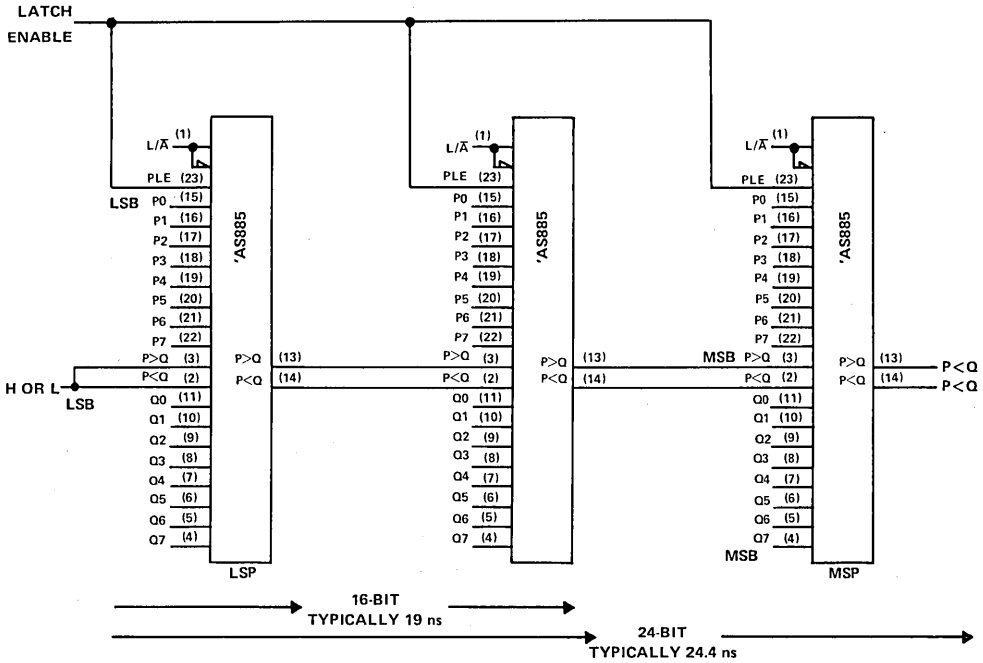 LATCH
ENABLE
L/A̅ (1)
PLE (23)
LSB
P0 (15)
P1 (16)
P2 (17)
P3 (18)
P4 (19)
P5 (20)
P6 (21)
P7 (22)
P>Q (3)
P<Q (2)
H OR L
LSB
Q0 (11)
Q1 (10)
Q2 (9)
Q3 (8)
Q4 (7)
Q5 (6)
Q6 (5)
Q7 (4)
'AS885
P>Q (13)
P<Q (14)
LSP
L/A̅ (1)
PLE (23)
P0 (15)
P1 (16)
P2 (17)
P3 (18)
P4 (19)
P5 (20)
P6 (21)
P7 (22)
P>Q (3)
P<Q (2)
Q0 (11)
Q1 (10)
Q2 (9)
Q3 (8)
Q4 (7)
Q5 (6)
Q6 (5)
Q7 (4)
'AS885
P>Q (13)
P<Q (14)
L/A̅ (1)
PLE (23)
P0 (15)
P1 (16)
P2 (17)
P3 (18)
P4 (19)
P5 (20)
P6 (21)
P7 (22)
MSB
P>Q (3)
P<Q (2)
Q0 (11)
Q1 (10)
Q2 (9)
Q3 (8)
Q4 (7)
Q5 (6)
Q6 (5)
Q7 (4)
MSB
'AS885
P>Q (13) P<Q
P<Q (14) P<Q
MSP
16-BIT
TYPICALLY 19 ns
24-BIT
TYPICALLY 24.4 ns